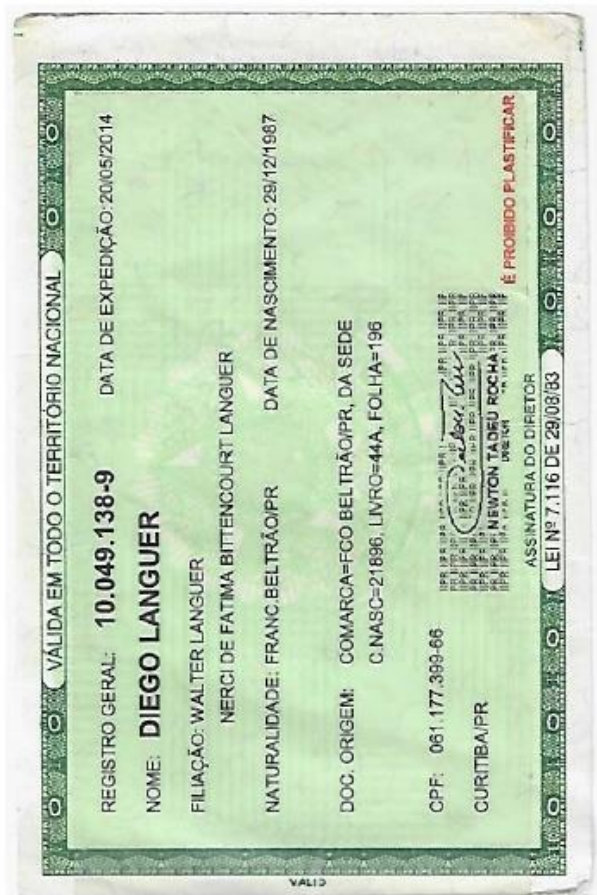 VÁLIDA EM TODO O TERRITÓRIO NACIONAL
REGISTRO GERAL: 10.049.138-9 DATA DE EXPEDIÇÃO: 20/05/2014
NOME: DIEGO LANGUER
FILIAÇÃO: WALTER LANGUER
NERCI DE FATIMA BITTENCOURT LANGUER
NATURALIDADE: FRANC.BELTRÃO/PR DATA DE NASCIMENTO: 29/12/1987
DOC. ORIGEM: COMARCA=FCO BELTRÃO/PR, DA SEDE
C.NASC=21896, LIVRO=44A, FOLHA=196
CPF: 061.177.399-66
CURITIBA/PR
NEWTON TADEU ROCHA
DIRETOR
É PROIBIDO PLASTIFICAR
ASSINATURA DO DIRETOR
LEI Nº 7.116 DE 29/08/83